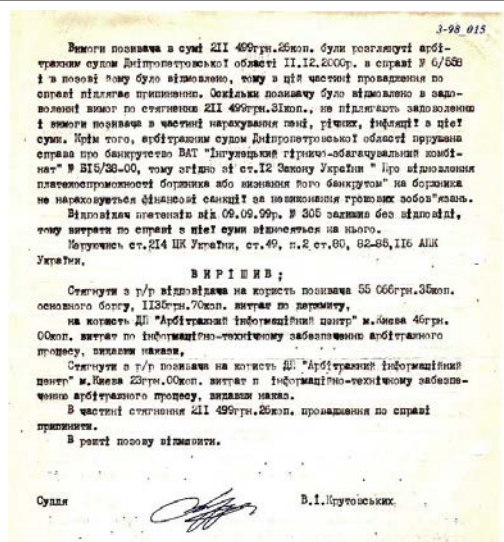 3-98_015
Вимоги позивача в сумі 211 499грн.26коп. були розглянуті арбі-
тражним судом Дніпропетровської області 11.12.2000р. в справі № 6/558
і в позові йому було відмовлено, тому в цій частині провадження по
справі підлягає припиненню. Оскільки позивачу було відмовлено в задо-
воленні вимог по стягненню 211 499грн.31коп., не підлягають задоволенню
і вимоги позивача в частині нарахування пені, річних, інфляції з цієї
суми. Крім того, арбітражним судом Дніпропетровської області порушена
справа про банкрутство ВАТ "Інгулецький гірничо-збагачувальний комбі-
нат" № Б15/38-00, тому згідно зі ст.12 Закону України " Про відновлення
платежоспроможності боржника або визнання його банкрутом" на боржника
не нараховується фінансові санкції за невиконання грошових зобов"язань.
Відповідач претензію від 09.09.99р. № 305 залишив без відповіді,
тому витрати по справі з цієї суми відносяться на нього.
Керуючись ст.214 ЦК України, ст.49, п.2 ст.80, 82-85,116 АПК
України,
ВИРІШИВ:
Стягнути з р/р відповідача на користь позивача 55 066грн.35коп.
основного боргу, 1135грн.70коп. витрат по держмиту,
на користь ДП "Арбітражний інформаційний центр" м.Києва 46грн.
00коп. витрат по інформаційно-технічному забезпеченню арбітражного
процесу, видавши накази,
Стягнути з р/р позивача на користь ДП "Арбітражний інформаційний
центр" м.Києва 23грн.00коп. витрат п інформаційно-технічному забезпе-
ченню арбітражного процесу, видавши наказ.
В частині стягнення 211 499грн.26коп. провадження по справі
припинити.
В решті позову відмовити.
Суддя В.І.Крутовських